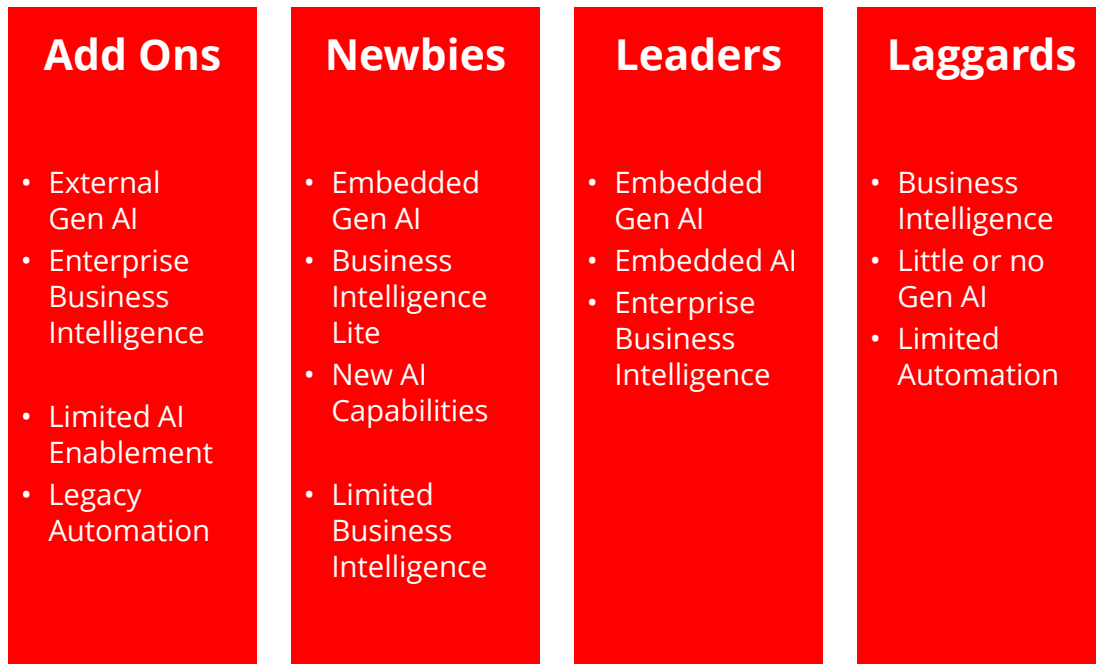 Add Ons
• External
Gen AI
• Enterprise
Business
Intelligence
• Limited AI
Enablement
• Legacy
Automation
Newbies
• Embedded
Gen AI
• Business
Intelligence
Lite
• New AI
Capabilities
• Limited
Business
Intelligence
Leaders
• Embedded
Gen AI
• Embedded AI
• Enterprise
Business
Intelligence
Laggards
• Business
Intelligence
• Little or no
Gen AI
• Limited
Automation